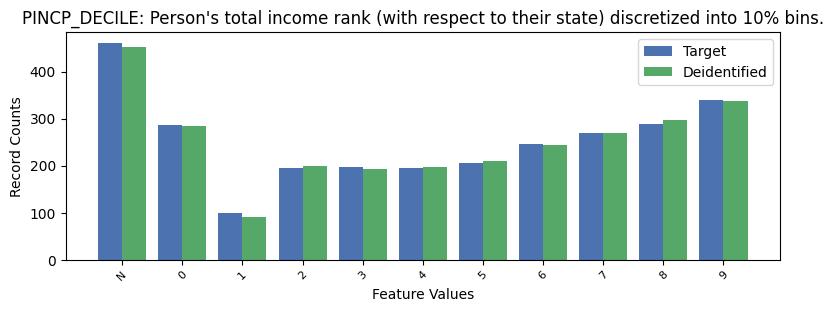 PINCP_DECILE: Person's total income rank (with respect to their state) discretized into 10% bins.
Target
Deidentified
400
300
200
100
0
Record Counts
N 0 1 2 3 4 5 6 7 8 9
Feature Values